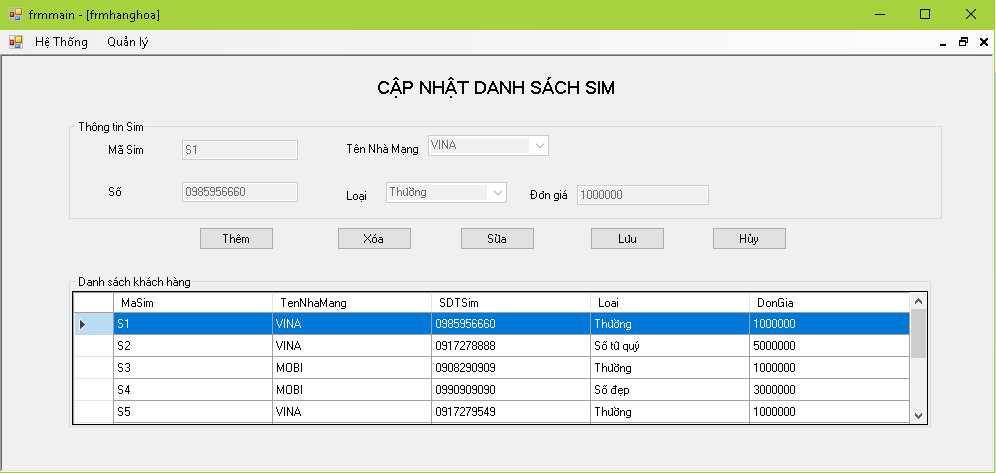 frmmain - [frmhanghoa]
Hệ Thống Quản lý
CẬP NHẬT DANH SÁCH SIM
Thông tin Sim
Mã Sim S1 Tên Nhà Mạng VINA
Số 0985956660 Loại Thường Đơn giá 1000000
Thêm Xóa Sữa Lưu Hủy
Danh sách khách hàng
MaSim TenNhaMang SDTSim Loai DonGia
S1 VINA 0985956660 Thường 1000000
S2 VINA 0917278888 Số tứ quý 5000000
S3 MOBI 0908290909 Thường 1000000
S4 MOBI 0990909090 Số đẹp 3000000
S5 VINA 0917279549 Thường 1000000